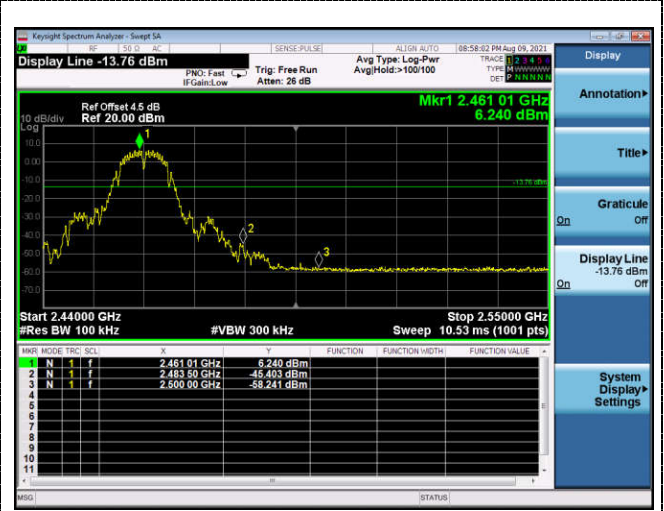 Keysight Spectrum Analyzer - Swept SA
RF 50 Ω AC SENSE:PULSE ALIGN AUTO 08:58:02 PM Aug 09, 2021
Display Line -13.76 dBm
PNO: Fast
IFGain:Low
Trig: Free Run
Atten: 26 dB
Avg Type: Log-Pwr
Avg|Hold:>100/100
TRACE 1 2 3 4 5 6
TYPE M W W W W W
DET P N N N N N
Ref Offset 4.5 dB
Ref 20.00 dBm
Mkr1 2.461 01 GHz
6.240 dBm
10 dB/div
Log
10.0
0.00
-10.0
-20.0
-30.0
-40.0
-50.0
-60.0
-70.0
1
2
3
-13.76 dBm
Start 2.44000 GHz
Stop 2.55000 GHz
#Res BW 100 kHz
#VBW 300 kHz
Sweep 10.53 ms (1001 pts)
MKR MODE TRC SCL X Y FUNCTION FUNCTION WIDTH FUNCTION VALUE
1 N 1 f 2.461 01 GHz 6.240 dBm
2 N 1 f 2.483 50 GHz -45.403 dBm
3 N 1 f 2.500 00 GHz -58.241 dBm
4
5
6
7
8
9
10
11
MSG
STATUS
Display
Annotation
Title
Graticule
On Off
Display Line
-13.76 dBm
On Off
System
Display
Settings